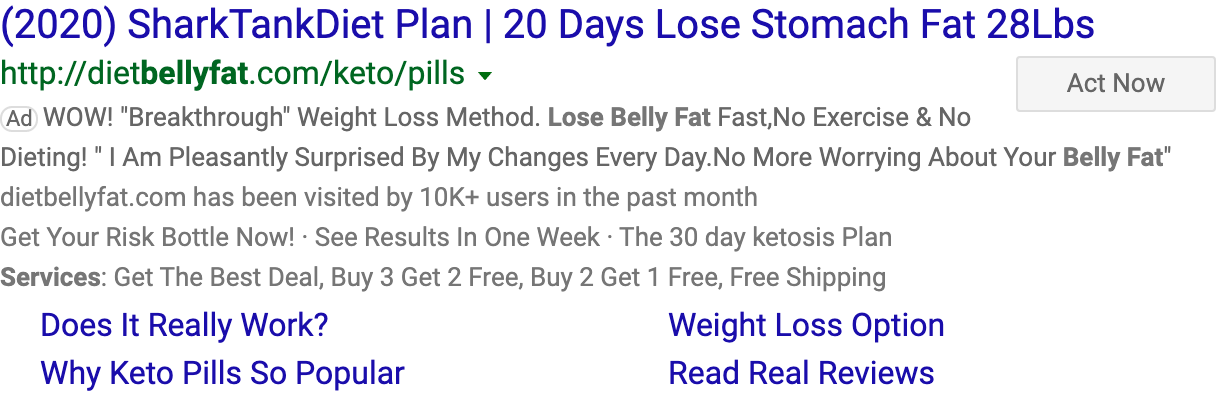 (2020) SharkTankDiet Plan | 20 Days Lose Stomach Fat 28Lbs
http://dietbellyfat.com/keto/pills
Act Now
Ad WOW! "Breakthrough" Weight Loss Method. Lose Belly Fat Fast,No Exercise & No
Dieting! " I Am Pleasantly Surprised By My Changes Every Day.No More Worrying About Your Belly Fat"
dietbellyfat.com has been visited by 10K+ users in the past month
Get Your Risk Bottle Now! · See Results In One Week · The 30 day ketosis Plan
Services: Get The Best Deal, Buy 3 Get 2 Free, Buy 2 Get 1 Free, Free Shipping
Does It Really Work?
Weight Loss Option
Why Keto Pills So Popular
Read Real Reviews